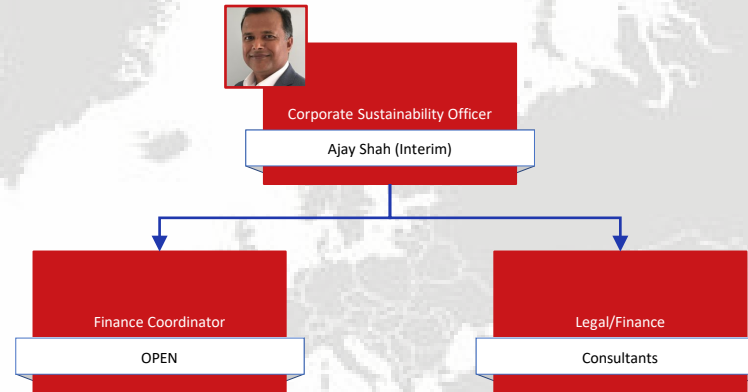 Corporate Sustainability Officer
Ajay Shah (Interim)
Finance Coordinator
OPEN
Legal/Finance
Consultants